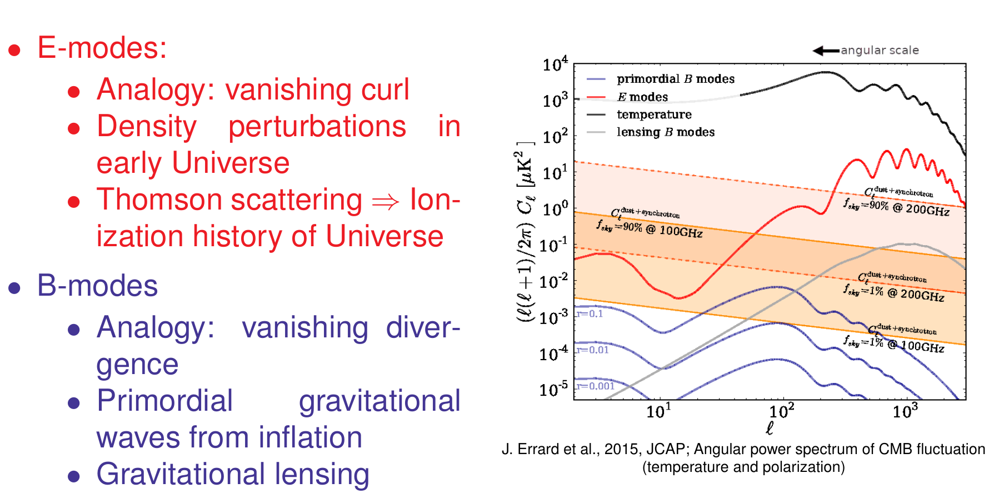 • E-modes:
• Analogy: vanishing curl
• Density perturbations in
early Universe
• Thomson scattering ⇒ Ion-
ization history of Universe
• B-modes
• Analogy: vanishing diver-
gence
• Primordial gravitational
waves from inflation
• Gravitational lensing
angular scale
primordial B modes
E modes
temperature
lensing B modes
10^4
10^3
10^2
10^1
10^0
10^-1
10^-2
10^-3
10^-4
10^-5
(ℓ(ℓ+1)/2π) C_ℓ [μK^2]
C_ℓ^dust+synchrotron
f_sky=90% @ 200GHz
C_ℓ^dust+synchrotron
f_sky=90% @ 100GHz
C_ℓ^dust+synchrotron
f_sky=1% @ 200GHz
C_ℓ^dust+synchrotron
f_sky=1% @ 100GHz
r=0.1
r=0.01
r=0.001
10^1 10^2 10^3
ℓ
J. Errard et al., 2015, JCAP; Angular power spectrum of CMB fluctuation
(temperature and polarization)